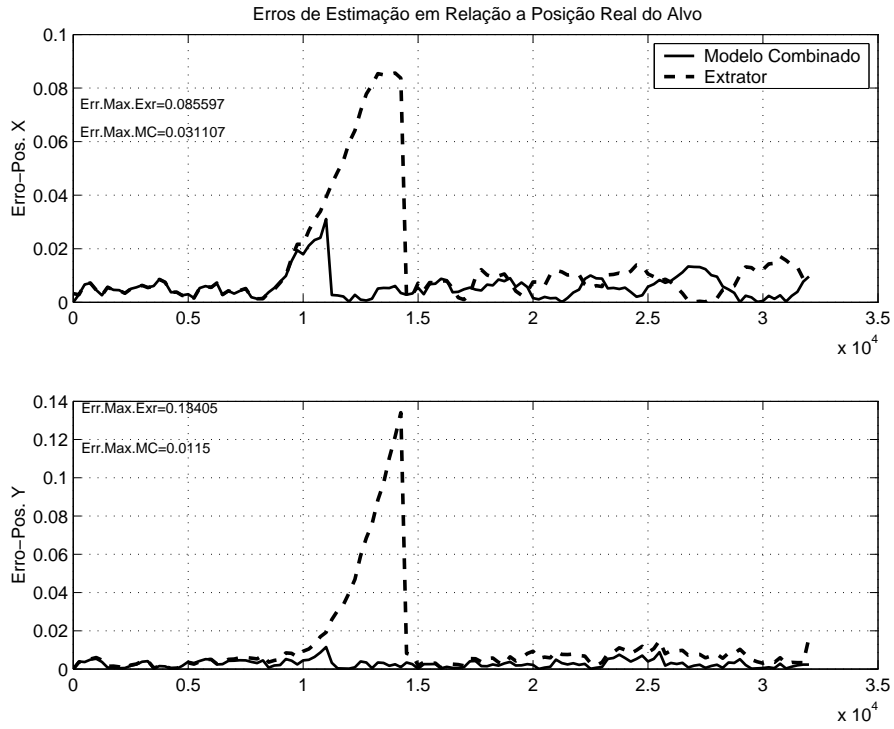 Erros de Estimação em Relação a Posição Real do Alvo
0.1
0.08
0.06
0.04
0.02
0
Erro−Pos. X
Err.Max.Exr=0.085597
Err.Max.MC=0.031107
Modelo Combinado
Extrator
0 0.5 1 1.5 2 2.5 3 3.5
x 10^4
0.14
0.12
0.1
0.08
0.06
0.04
0.02
0
Erro−Pos. Y
Err.Max.Exr=0.13405
Err.Max.MC=0.0115
0 0.5 1 1.5 2 2.5 3 3.5
x 10^4